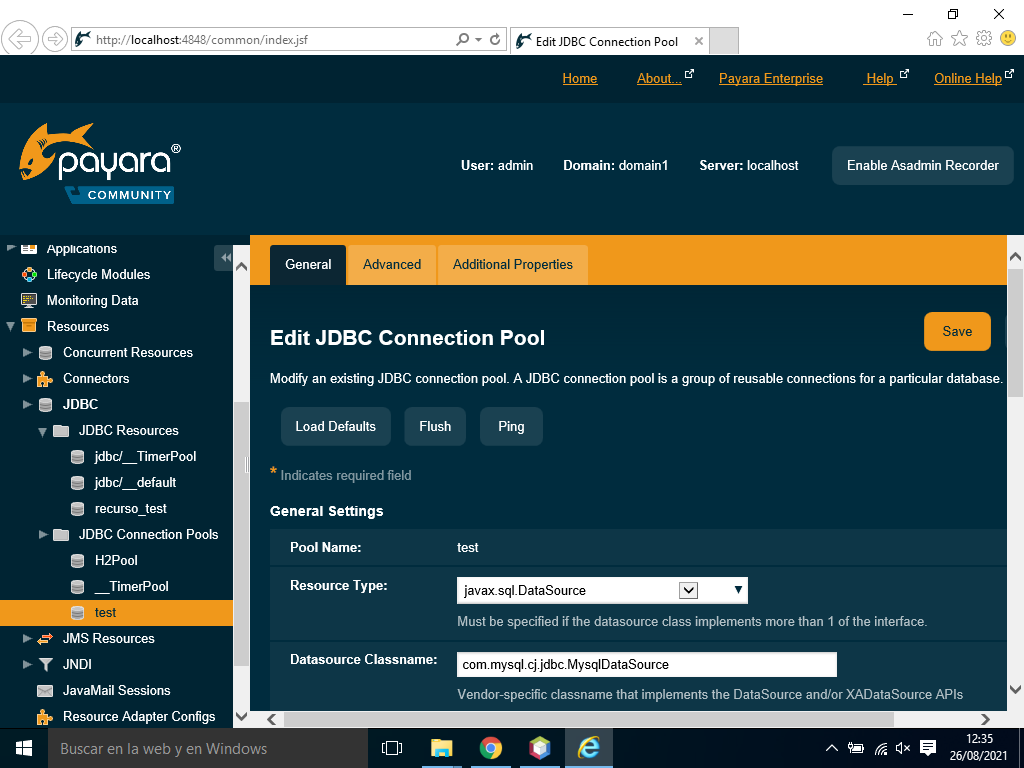 http://localhost:4848/common/index.jsf
Edit JDBC Connection Pool
Home About... Payara Enterprise Help Online Help
payara®
COMMUNITY
User: admin Domain: domain1 Server: localhost Enable Asadmin Recorder
Applications
Lifecycle Modules
Monitoring Data
Resources
Concurrent Resources
Connectors
JDBC
JDBC Resources
jdbc/__TimerPool
jdbc/__default
recurso_test
JDBC Connection Pools
H2Pool
__TimerPool
test
JMS Resources
JNDI
JavaMail Sessions
Resource Adapter Configs
General Advanced Additional Properties
Edit JDBC Connection Pool
Save
Modify an existing JDBC connection pool. A JDBC connection pool is a group of reusable connections for a particular database.
Load Defaults Flush Ping
* Indicates required field
General Settings
Pool Name: test
Resource Type: javax.sql.DataSource
Must be specified if the datasource class implements more than 1 of the interface.
Datasource Classname: com.mysql.cj.jdbc.MysqlDataSource
Vendor-specific classname that implements the DataSource and/or XADataSource APIs
Buscar en la web y en Windows
12:35
26/08/2021